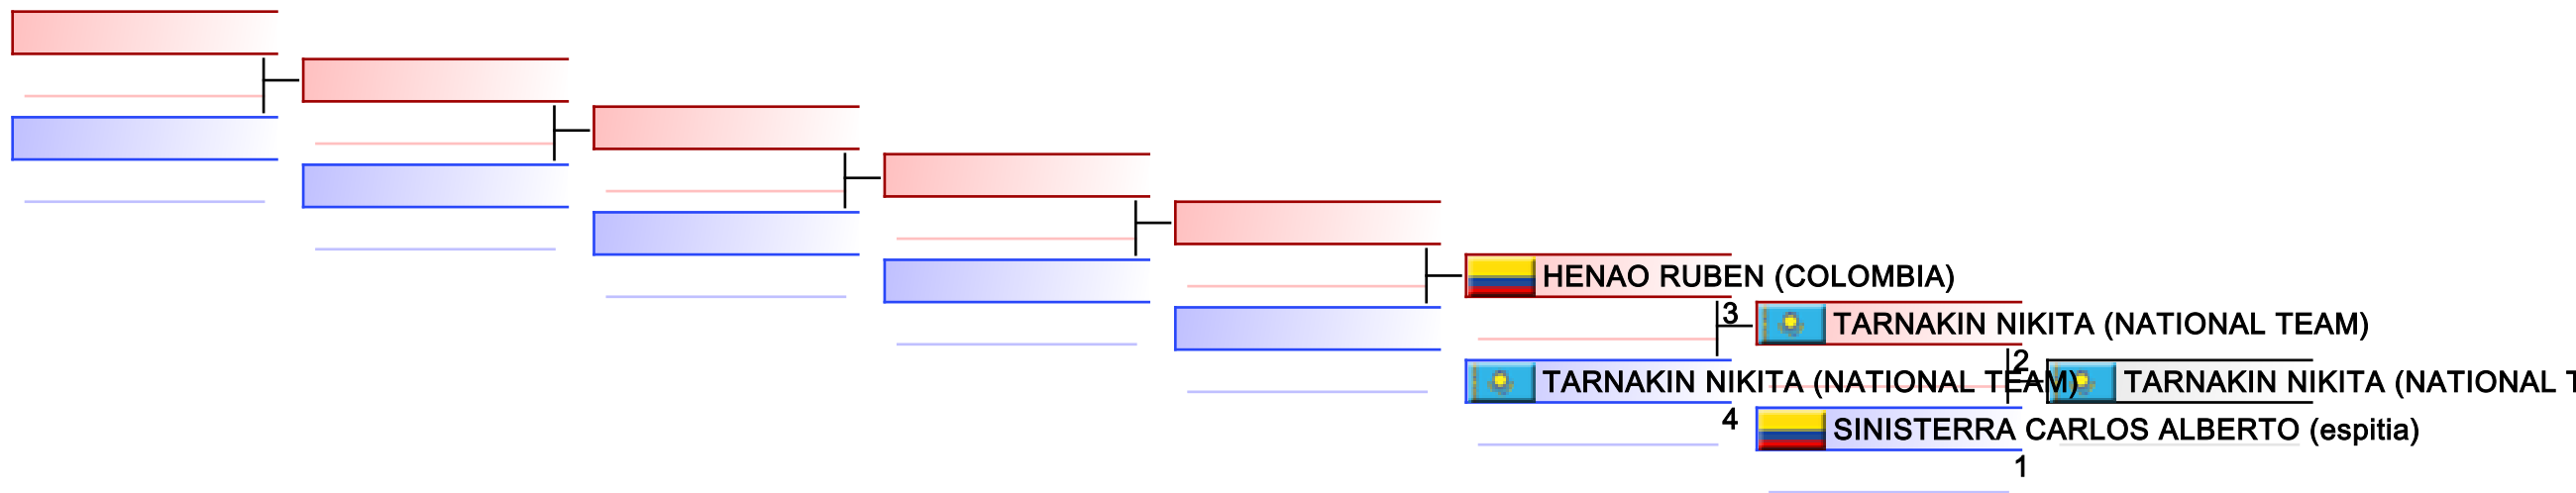 HENAO RUBEN (COLOMBIA)
3
TARNAKIN NIKITA (NATIONAL TEAM)
2
TARNAKIN NIKITA (NATIONAL TEAM)
TARNAKIN NIKITA (NATIONAL T
4
SINISTERRA CARLOS ALBERTO (espitia)
1